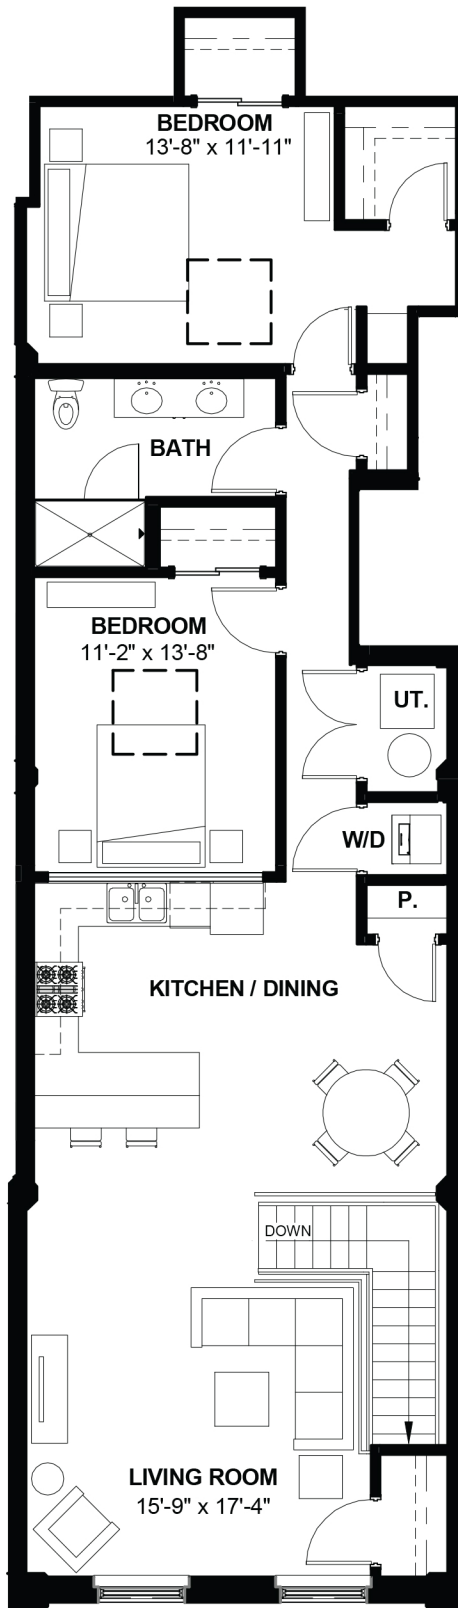 BEDROOM
13'-8" x 11'-11"
BATH
BEDROOM
11'-2" x 13'-8"
UT.
W/D
P.
KITCHEN / DINING
DOWN
LIVING ROOM
15'-9" x 17'-4"